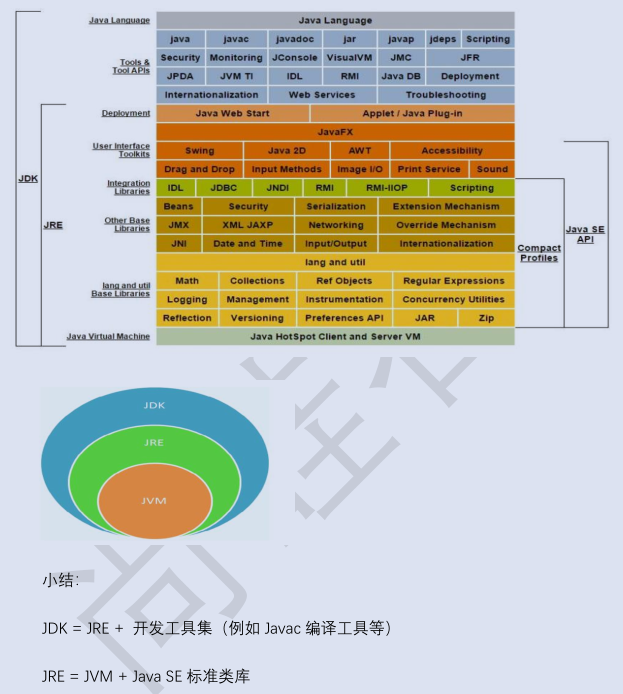 Java Language Java Language
java javac javadoc jar javap jdeps Scripting
Tools & Tool APIs Security Monitoring JConsole VisualVM JMC JFR
JPDA JVM TI IDL RMI Java DB Deployment
Internationalization Web Services Troubleshooting
Deployment Java Web Start Applet / Java Plug-in
JavaFX
User Interface Toolkits Swing Java 2D AWT Accessibility
Drag and Drop Input Methods Image I/O Print Service Sound
Integration Libraries IDL JDBC JNDI RMI RMI-IIOP Scripting
JDK
JRE
Beans Security Serialization Extension Mechanism
Other Base Libraries JMX XML JAXP Networking Override Mechanism
JNI Date and Time Input/Output Internationalization
Java SE API
Compact Profiles
lang and util
lang and util Base Libraries Math Collections Ref Objects Regular Expressions
Logging Management Instrumentation Concurrency Utilities
Reflection Versioning Preferences API JAR Zip
Java Virtual Machine Java HotSpot Client and Server VM
JDK
JRE
JVM
小结:
JDK = JRE + 开发工具集（例如 Javac 编译工具等）
JRE = JVM + Java SE 标准类库